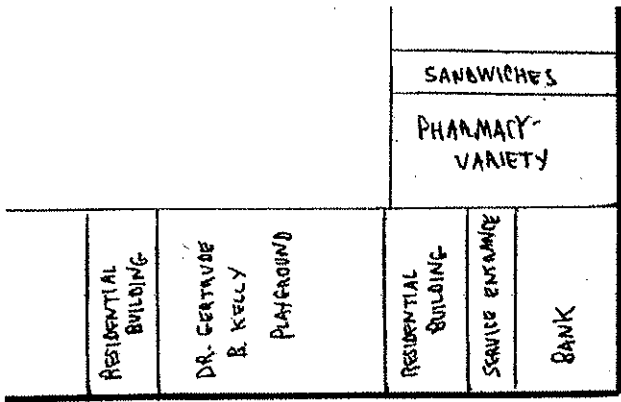 SANDWICHES
PHARMACY-
VARIETY
RESIDENTIAL
BUILDING
DR. GERTRUDE
B. KELLY
PLAYGROUND
RESIDENTIAL
BUILDING
SERVICE ENTRANCE
BANK